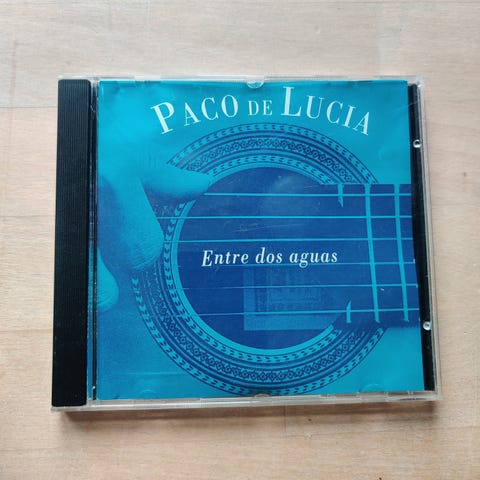 PACO DE LUCIA
Entre dos aguas